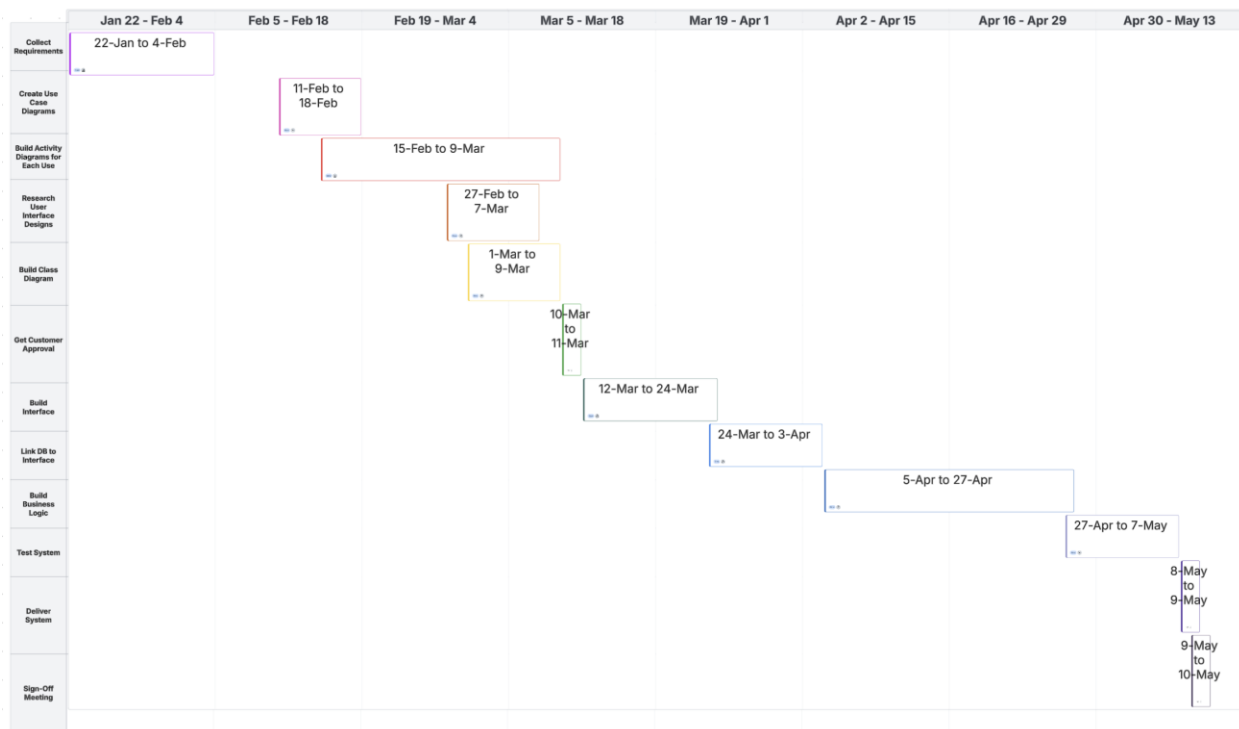 Jan 22 - Feb 4 Feb 5 - Feb 18 Feb 19 - Mar 4 Mar 5 - Mar 18 Mar 19 - Apr 1 Apr 2 - Apr 15 Apr 16 - Apr 29 Apr 30 - May 13
Collect
Requirements
22-Jan to 4-Feb
Create Use
Case
Diagrams
11-Feb to
18-Feb
Build Activity
Diagrams for
Each Use
15-Feb to 9-Mar
Research
User
Interface
Designs
27-Feb to
7-Mar
Build Class
Diagram
1-Mar to
9-Mar
Get Customer
Approval
10-Mar
to
11-Mar
Build
Interface
12-Mar to 24-Mar
Link DB to
Interface
24-Mar to 3-Apr
Build
Business
Logic
5-Apr to 27-Apr
Test System
27-Apr to 7-May
Deliver
System
8-May
to
9-May
Sign-Off
Meeting
9-May
to
10-May